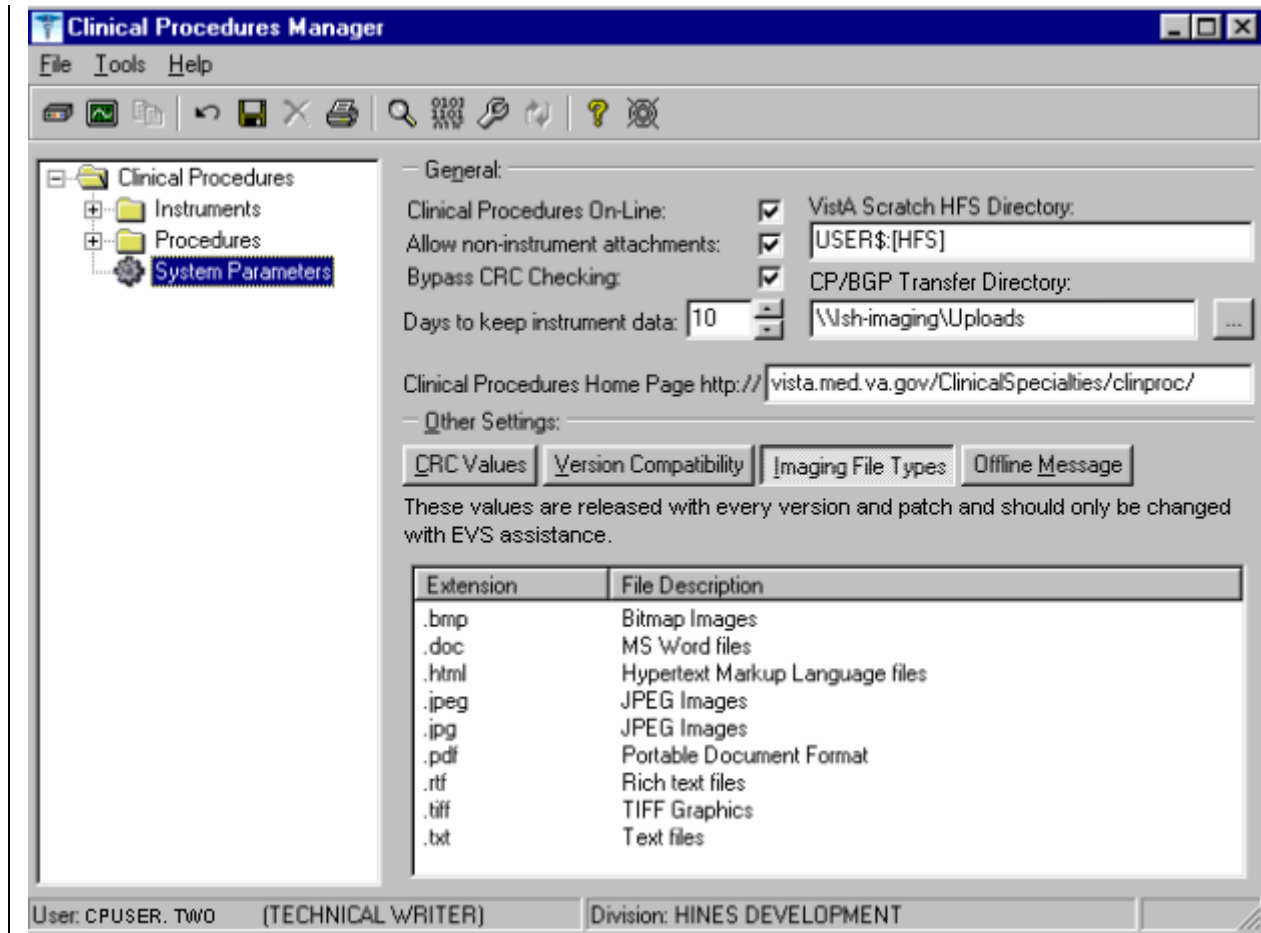 Clinical Procedures Manager
File Tools Help
Clinical Procedures
Instruments
Procedures
System Parameters
General:
Clinical Procedures On-Line:
Allow non-instrument attachments:
Bypass CRC Checking:
Days to keep instrument data: 10
VistA Scratch HFS Directory:
USER$:[HFS]
CP/BGP Transfer Directory:
\\Ish-imaging\Uploads
...
Clinical Procedures Home Page http:// vista.med.va.gov/ClinicalSpecialties/clinproc/
Other Settings:
CRC Values Version Compatibility Imaging File Types Offline Message
These values are released with every version and patch and should only be changed
with EVS assistance.
Extension File Description
.bmp Bitmap Images
.doc MS Word files
.html Hypertext Markup Language files
.jpeg JPEG Images
.jpg JPEG Images
.pdf Portable Document Format
.rtf Rich text files
.tiff TIFF Graphics
.txt Text files
User: CPUSER. TWO (TECHNICAL WRITER) Division: HINES DEVELOPMENT